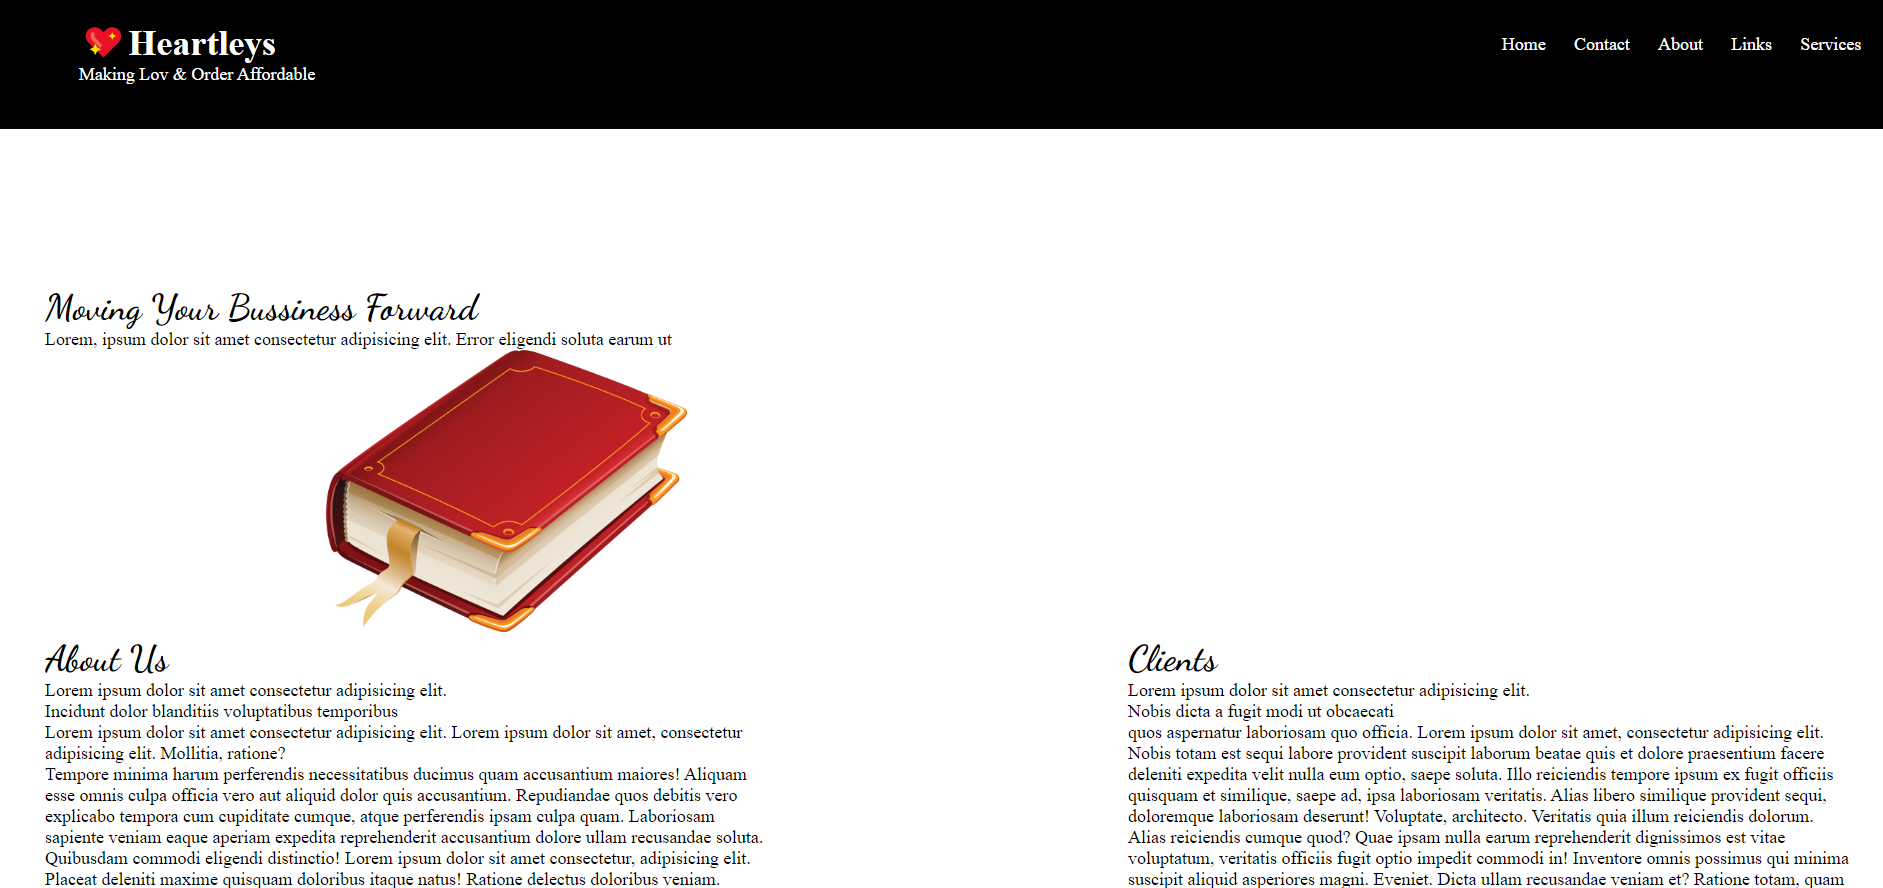 Heartleys
Making Lov & Order Affordable
Home Contact About Links Services
Moving Your Bussiness Forward
Lorem, ipsum dolor sit amet consectetur adipisicing elit. Error eligendi soluta earum ut
About Us
Lorem ipsum dolor sit amet consectetur adipisicing elit.
Incidunt dolor blanditiis voluptatibus temporibus
Lorem ipsum dolor sit amet consectetur adipisicing elit. Lorem ipsum dolor sit amet, consectetur
adipisicing elit. Mollitia, ratione?
Tempore minima harum perferendis necessitatibus ducimus quam accusantium maiores! Aliquam
esse omnis culpa officia vero aut aliquid dolor quis accusantium. Repudiandae quos debitis vero
explicabo tempora cum cupiditate cumque, atque perferendis ipsam culpa quam. Laboriosam
sapiente veniam eaque aperiam expedita reprehenderit accusantium dolore ullam recusandae soluta.
Quibusdam commodi eligendi distinctio! Lorem ipsum dolor sit amet consectetur, adipisicing elit.
Placeat deleniti maxime quisquam doloribus itaque natus! Ratione delectus doloribus veniam.
Clients
Lorem ipsum dolor sit amet consectetur adipisicing elit.
Nobis dicta a fugit modi ut obcaecati
quos aspernatur laboriosam quo officia. Lorem ipsum dolor sit amet, consectetur adipisicing elit.
Nobis totam est sequi labore provident suscipit laborum beatae quis et dolore praesentium facere
deleniti expedita velit nulla eum optio, saepe soluta. Illo reiciendis tempore ipsum ex fugit officiis
quisquam et similique, saepe ad, ipsa laboriosam veritatis. Alias libero similique provident sequi,
doloremque laboriosam deserunt! Voluptate, architecto. Veritatis quia illum reiciendis dolorum.
Alias reiciendis cumque quod? Quae ipsam nulla earum reprehenderit dignissimos est vitae
voluptatum, veritatis officiis fugit optio impedit commodi in! Inventore omnis possimus qui minima
suscipit aliquid asperiores magni. Eveniet. Dicta ullam recusandae veniam et? Ratione totam, quam